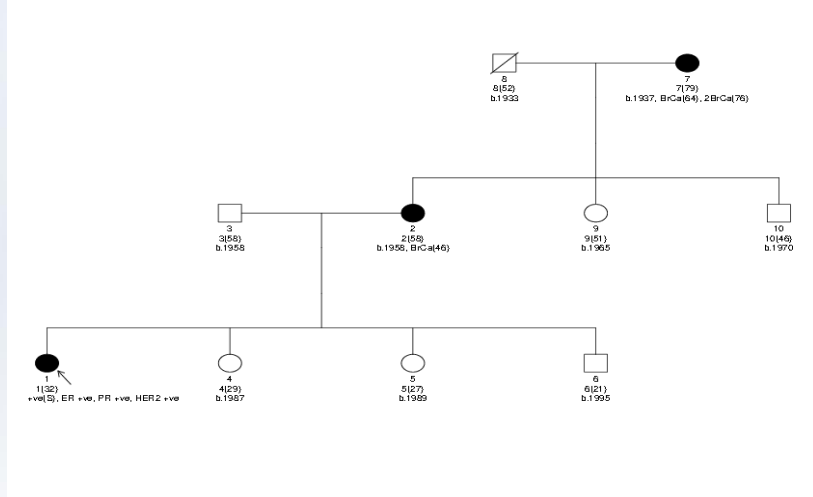 8
8(52)
b.1933
7
7(79)
b.1937, BrCa(64), 2BrCa(76)
3
3(58)
b.1958
2
2(58)
b.1958, BrCa(46)
9
9(51)
b.1965
10
10(46)
b.1970
1
1(32)
+ve(S), ER +ve, PR +ve, HER2 +ve
4
4(29)
b.1987
5
5(27)
b.1989
6
6(21)
b.1995